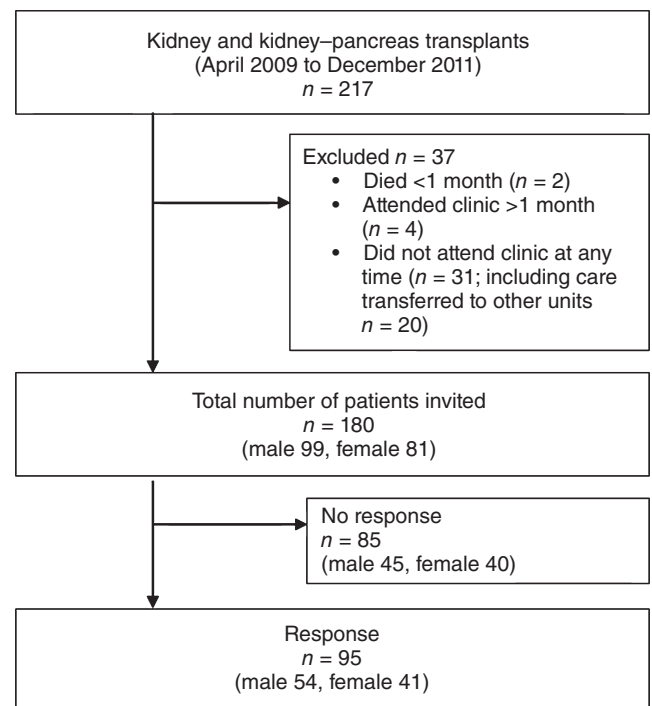 Kidney and kidney–pancreas transplants
(April 2009 to December 2011)
n = 217
Excluded n = 37
• Died <1 month (n = 2)
• Attended clinic >1 month
(n = 4)
• Did not attend clinic at any
time (n = 31; including care
transferred to other units
n = 20)
Total number of patients invited
n = 180
(male 99, female 81)
No response
n = 85
(male 45, female 40)
Response
n = 95
(male 54, female 41)